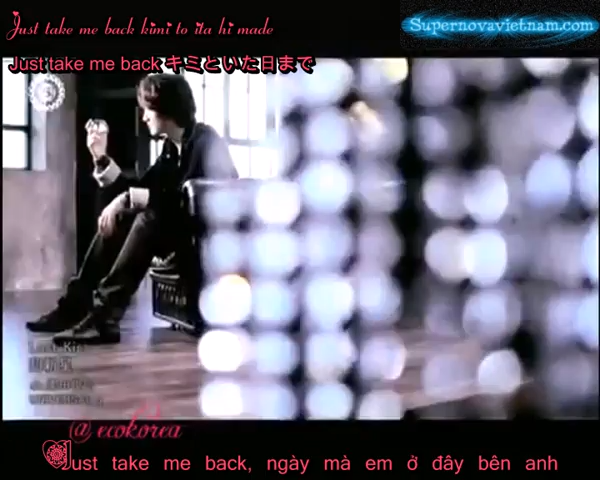 Just take me back kimi to ita hi made
Supernovavietnam.com
Just take me back キミといた日まで
@ ecokorea
Just take me back, ngày mà em ở đây bên anh